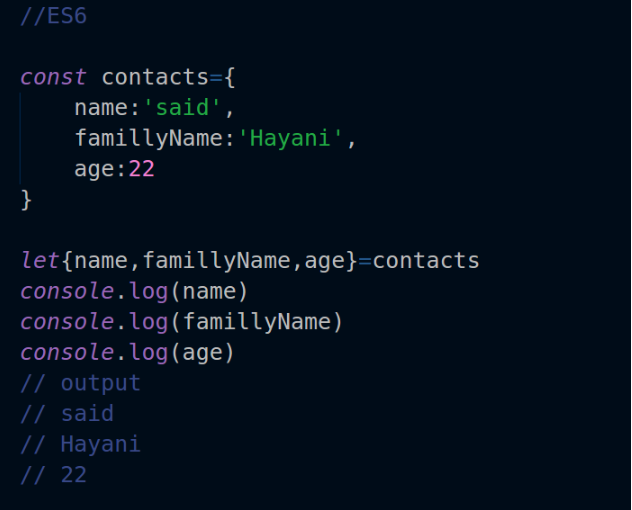 //ES6
const contacts={
name:'said',
famillyName:'Hayani',
age:22
}
let{name,famillyName,age}=contacts
console.log(name)
console.log(famillyName)
console.log(age)
// output
// said
// Hayani
// 22